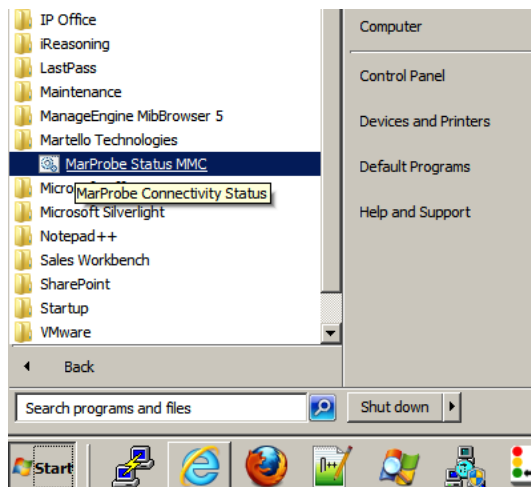 IP Office
iReasoning
LastPass
Maintenance
ManageEngine MibBrowser 5
Martello Technologies
MarProbe Status MMC
MarProbe Connectivity Status
Microsoft Silverlight
Notepad++
Sales Workbench
SharePoint
Startup
VMware
Back
Search programs and files
Computer
Control Panel
Devices and Printers
Default Programs
Help and Support
Shut down
Start